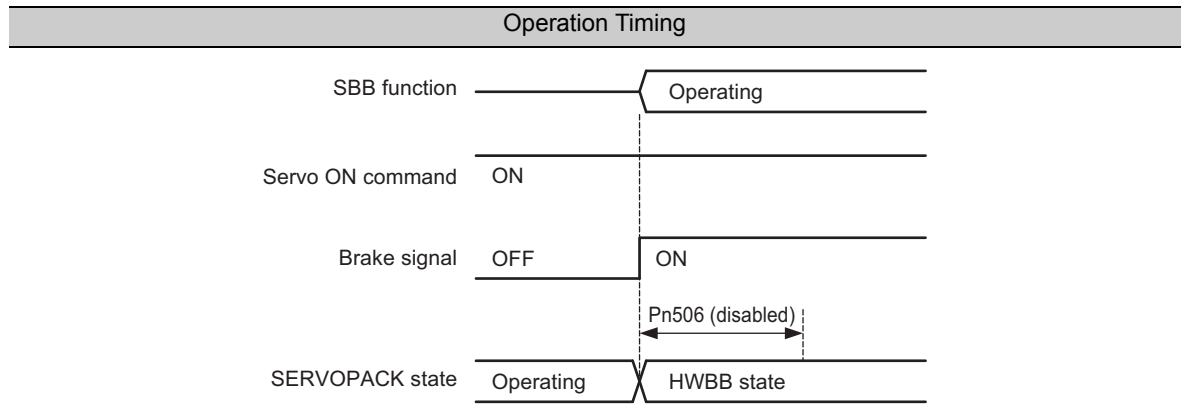 Operation Timing
SBB function
Operating
Servo ON command
ON
Brake signal
OFF
ON
Pn506 (disabled)
SERVOPACK state
Operating
HWBB state